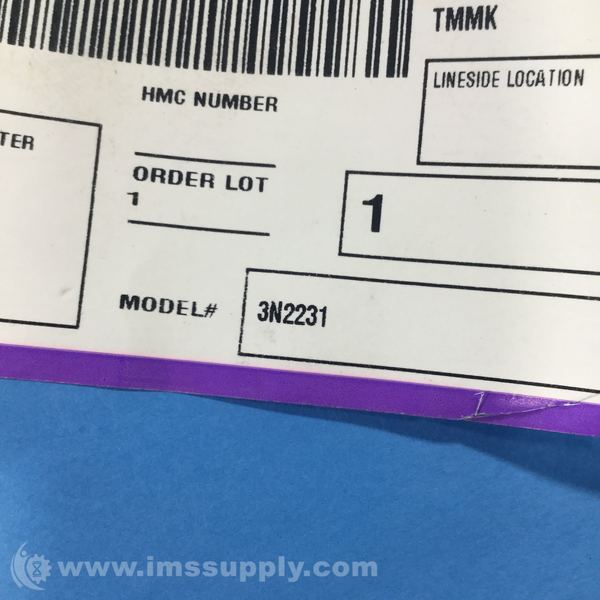 TMMK
LINESIDE LOCATION
HMC NUMBER
TER
ORDER LOT
1
1
MODEL# 3N2231
www.imssupply.com